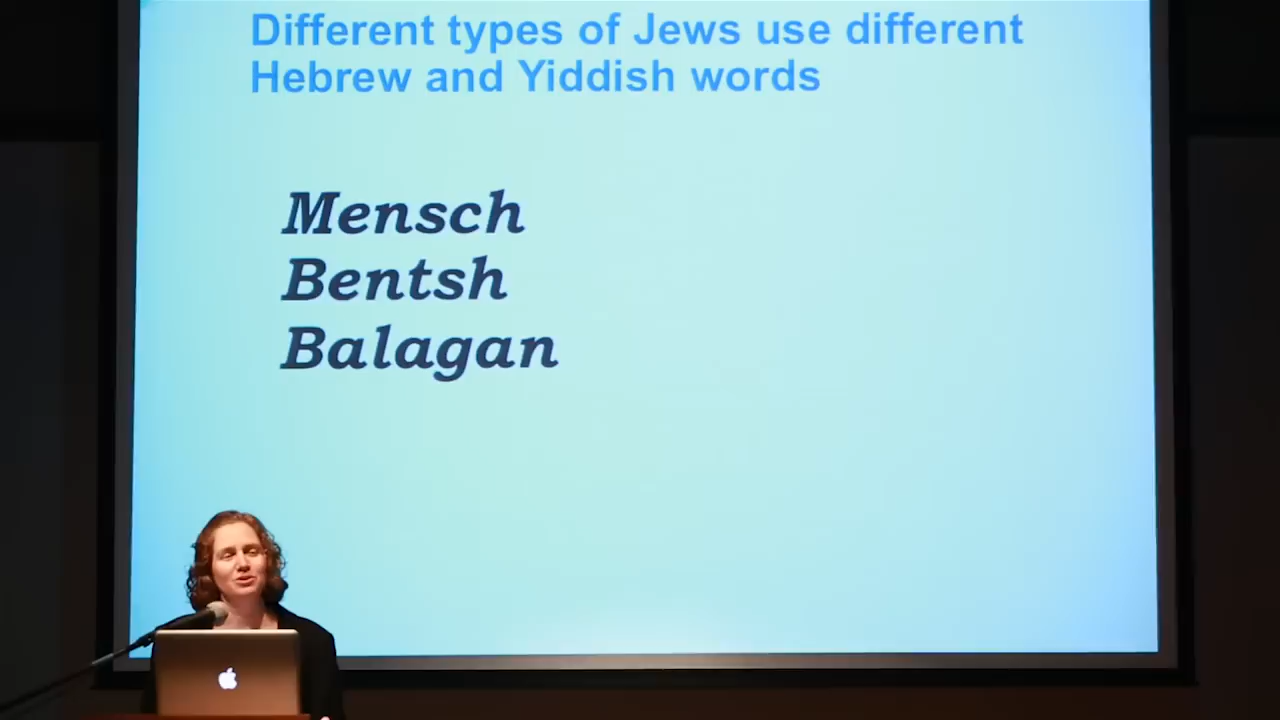 Different types of Jews use different
Hebrew and Yiddish words
Mensch
Bentsh
Balagan